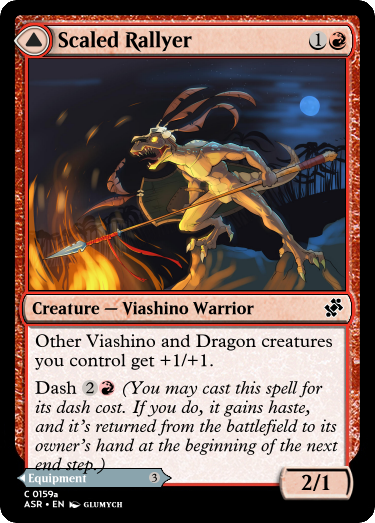 Scaled Rallyer 1
Creature — Viashino Warrior
Other Viashino and Dragon creatures
you control get +1/+1.
Dash 2 (You may cast this spell for
its dash cost. If you do, it gains haste,
and it's returned from the battlefield to its
owner's hand at the beginning of the next
end step.)
Equipment 3
2/1
C 0159a
ASR • EN GLUMYCH